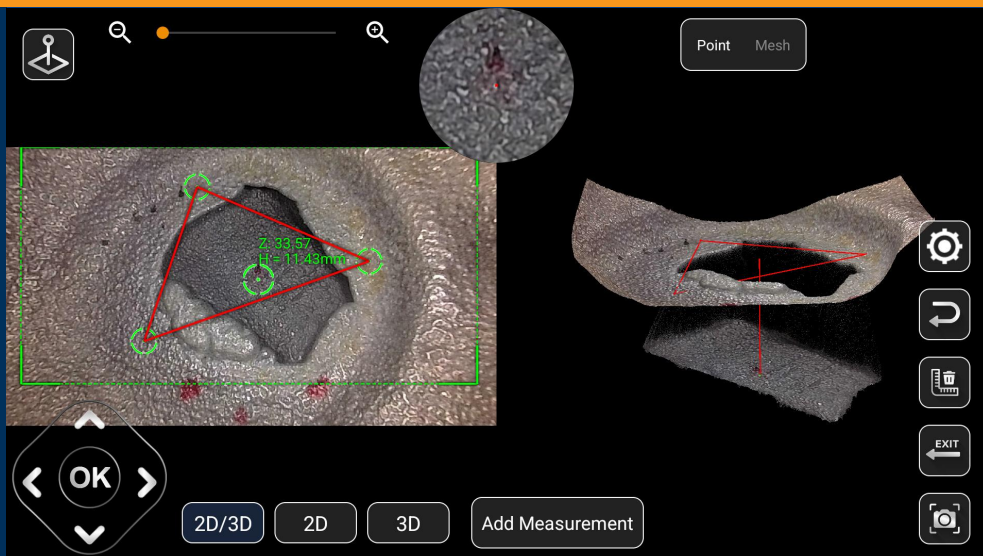 Point Mesh
Z: 33.57
H = 11.43mm
EXIT
OK
2D/3D
2D
3D
Add Measurement